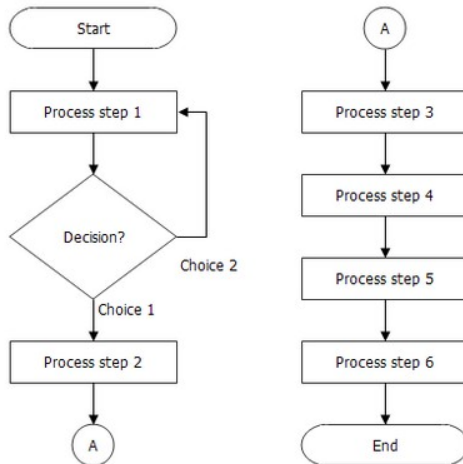 Start
Process step 1
Decision?
Choice 2
Choice 1
Process step 2
A
A
Process step 3
Process step 4
Process step 5
Process step 6
End